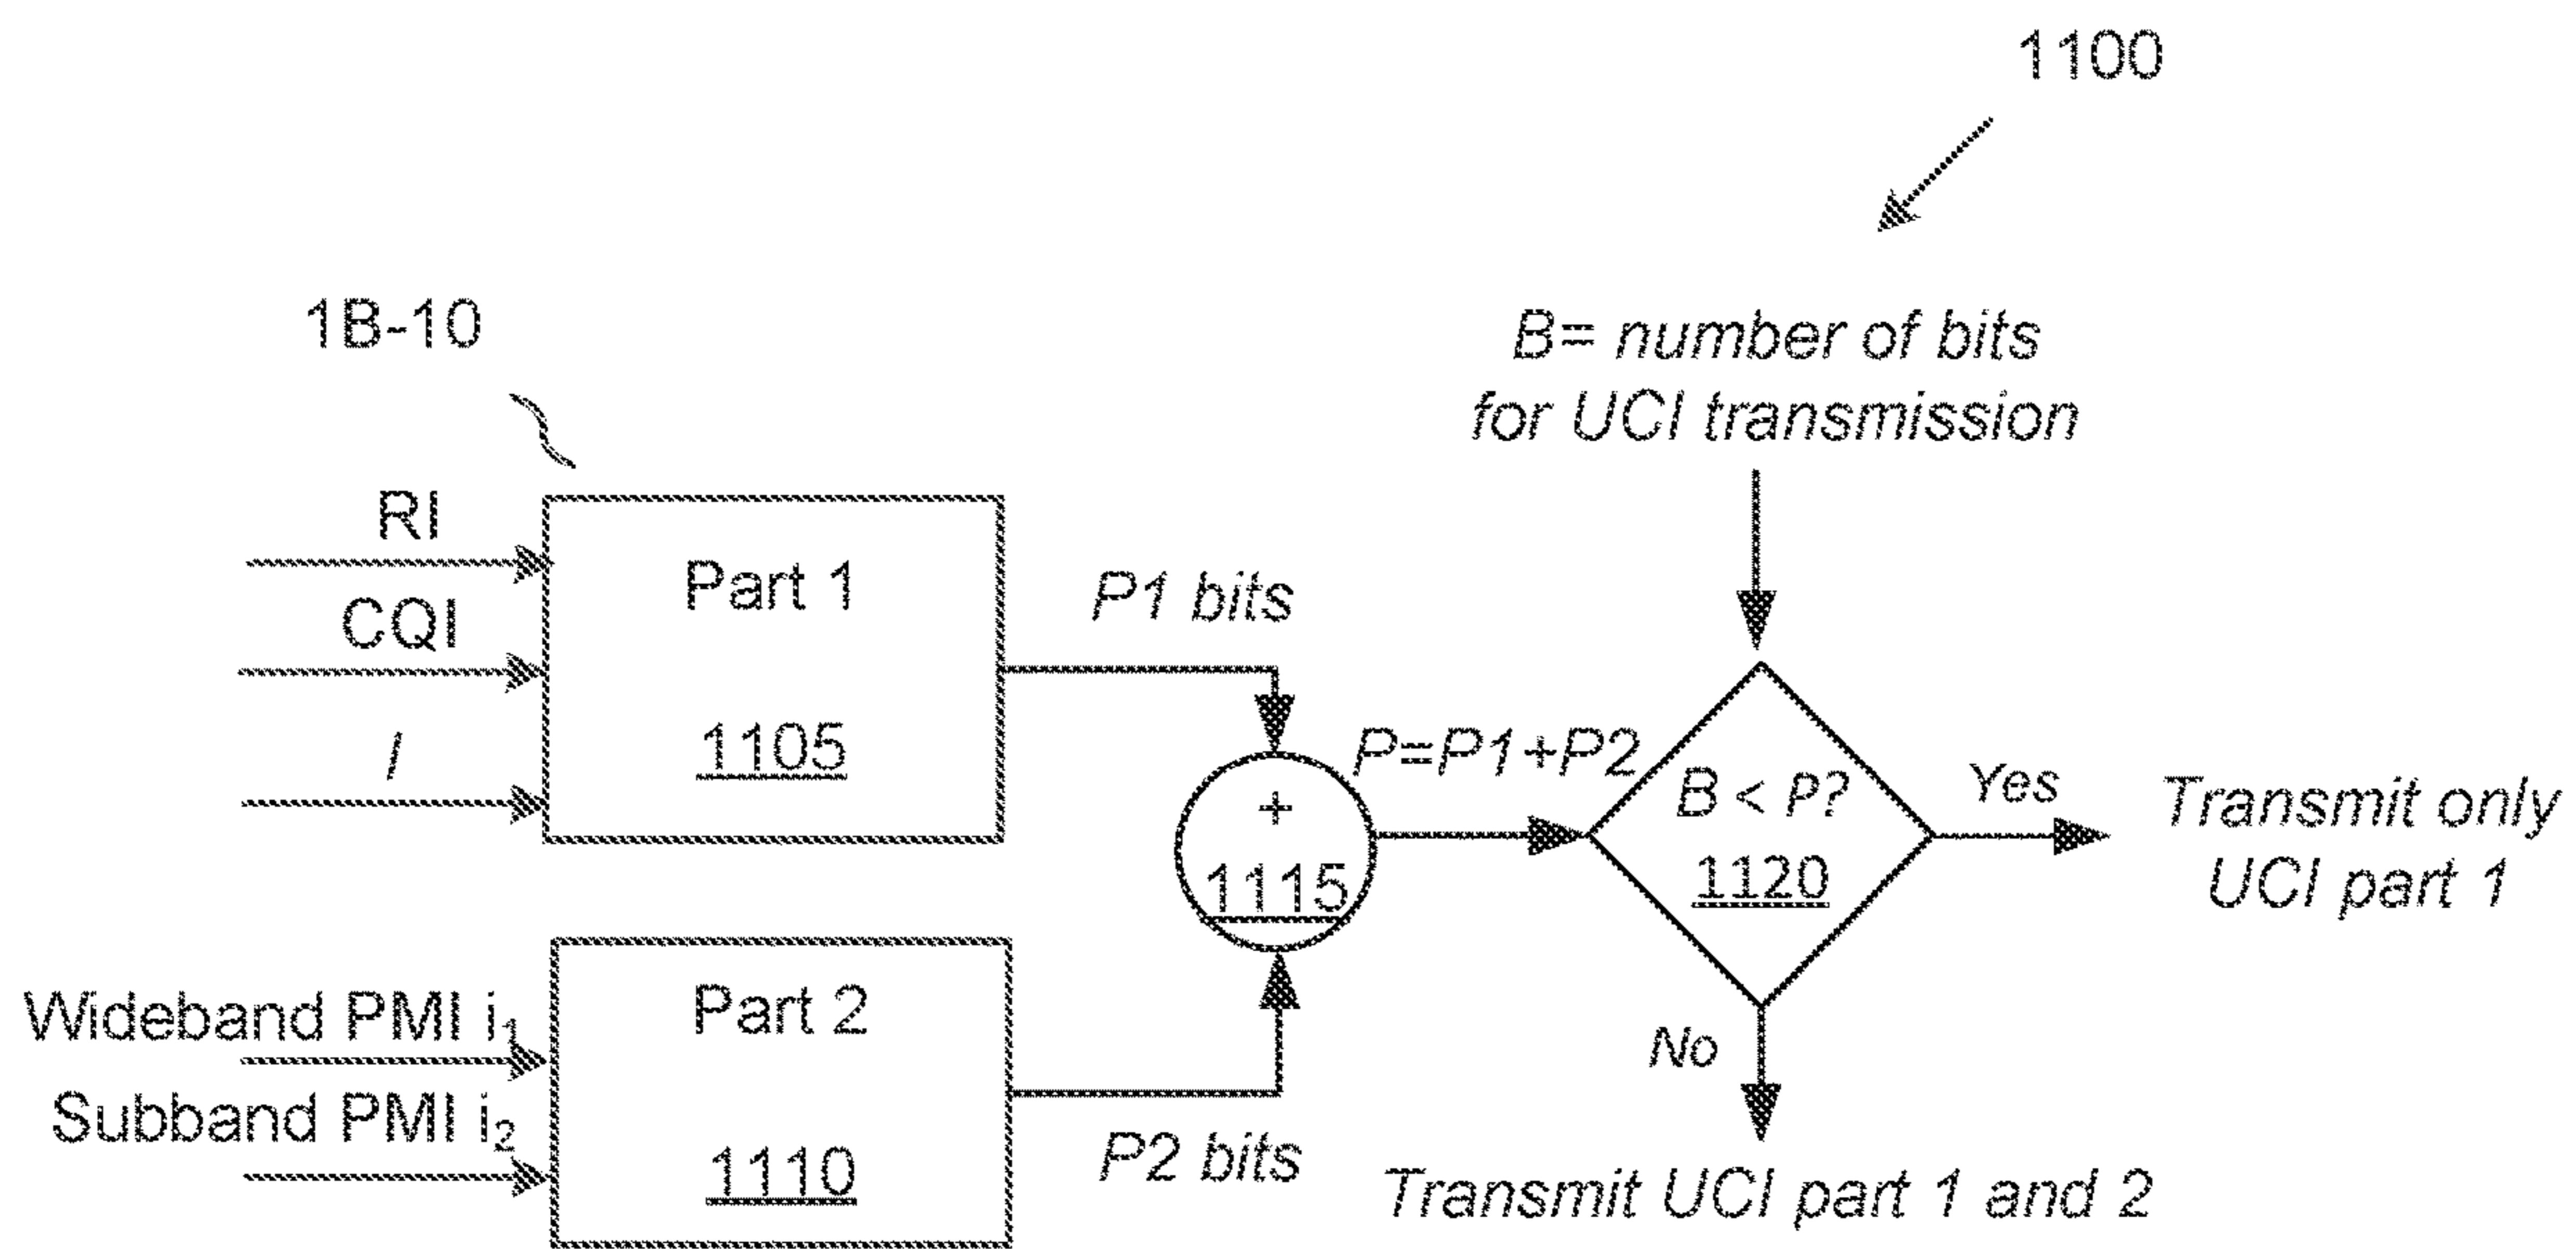 1100
1B-10
B= number of bits
for UCI transmission
RI
CQI
I
Part 1
1105
P1 bits
P=P1+P2
+
1115
B < P?
1120
Yes
Transmit only
UCI part 1
Wideband PMI i₁
Subband PMI i₂
Part 2
1110
P2 bits
No
Transmit UCI part 1 and 2